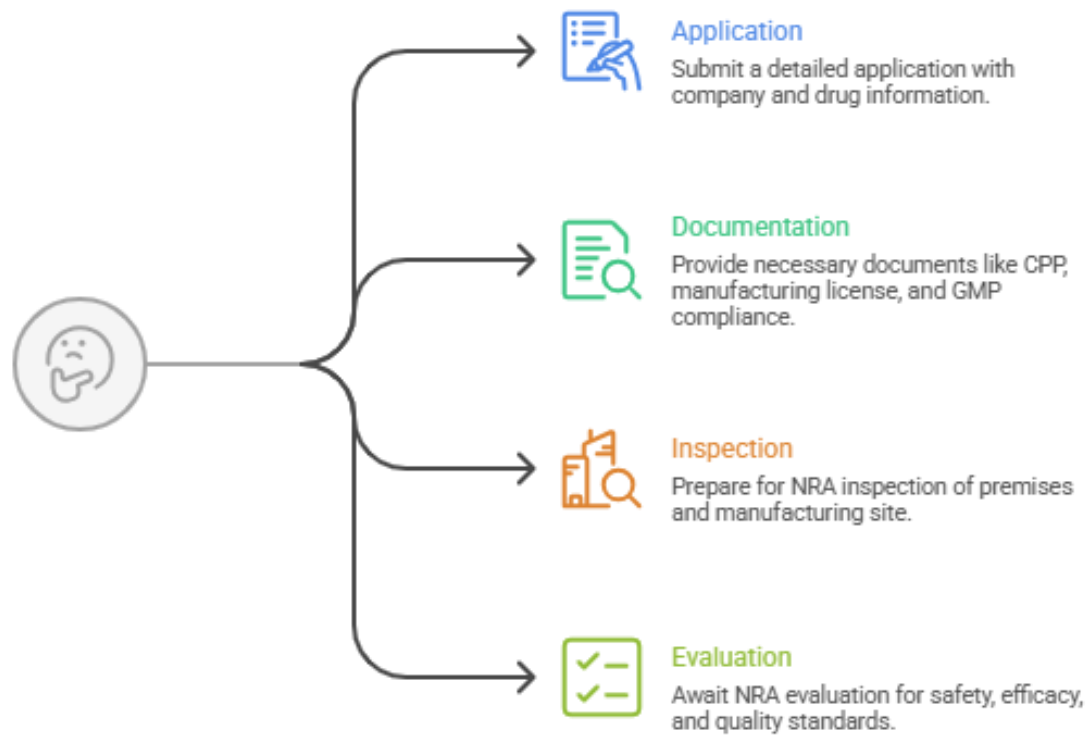 Application
Submit a detailed application with
company and drug information.
Documentation
Provide necessary documents like CPP,
manufacturing license, and GMP
compliance.
Inspection
Prepare for NRA inspection of premises
and manufacturing site.
Evaluation
Await NRA evaluation for safety, efficacy,
and quality standards.